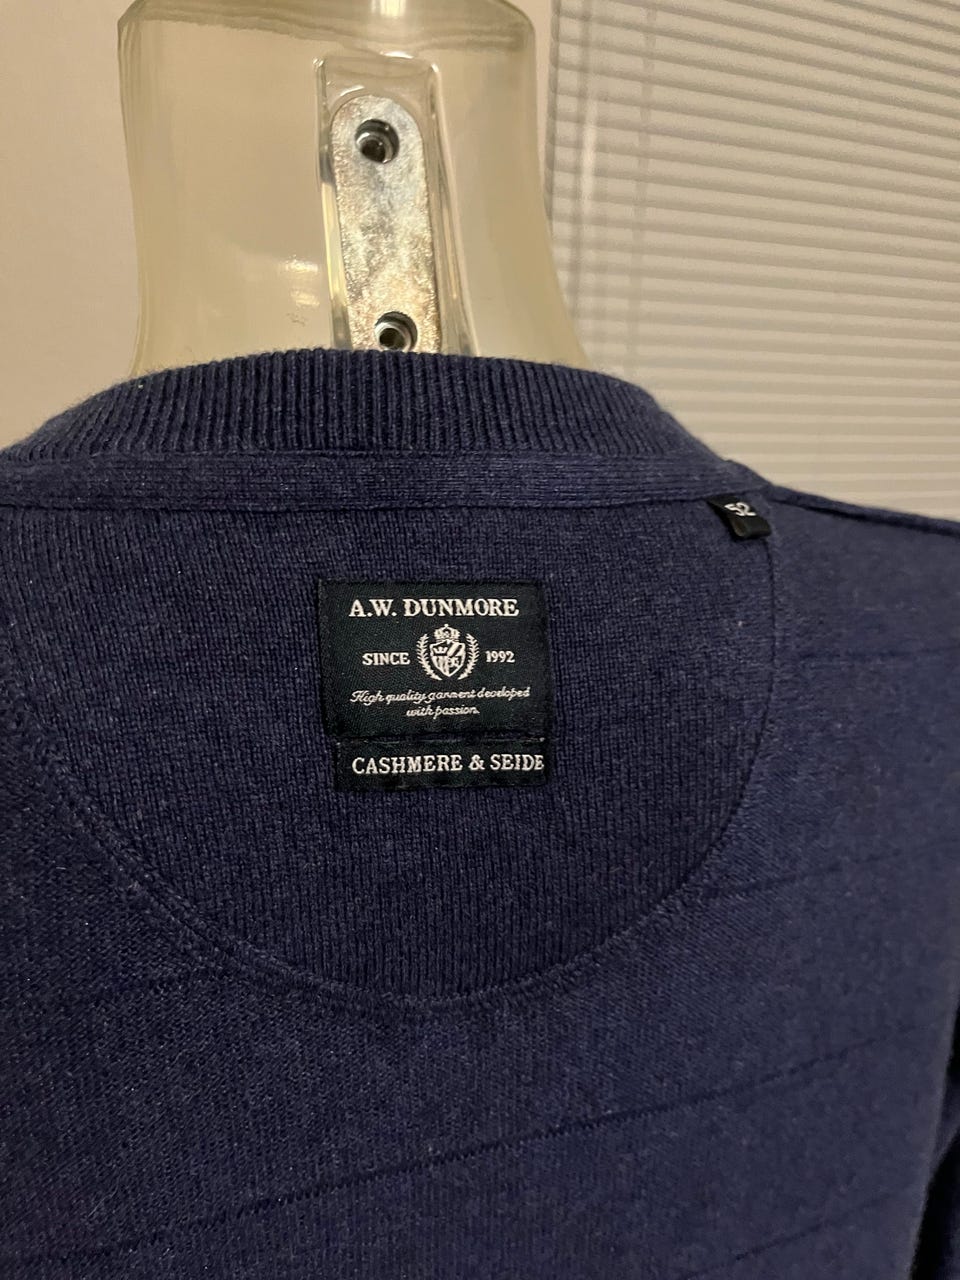 52
A.W. DUNMORE
SINCE 1992
High quality garment developed
with passion.
CASHMERE & SEIDE